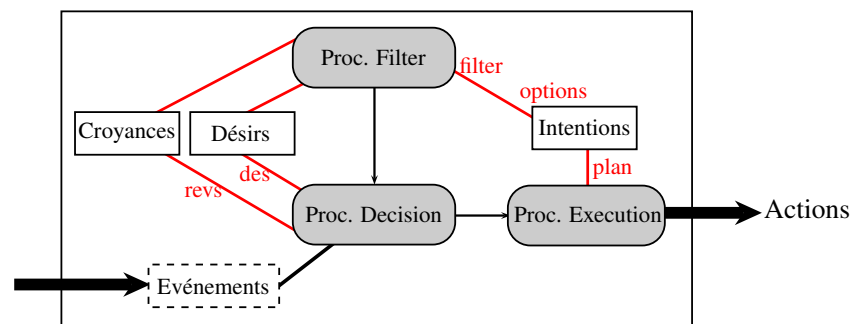 Proc. Filter
filter
options
Croyances
Désirs
Intentions
des
plan
revs
Proc. Decision
Proc. Execution
Actions
Evénements